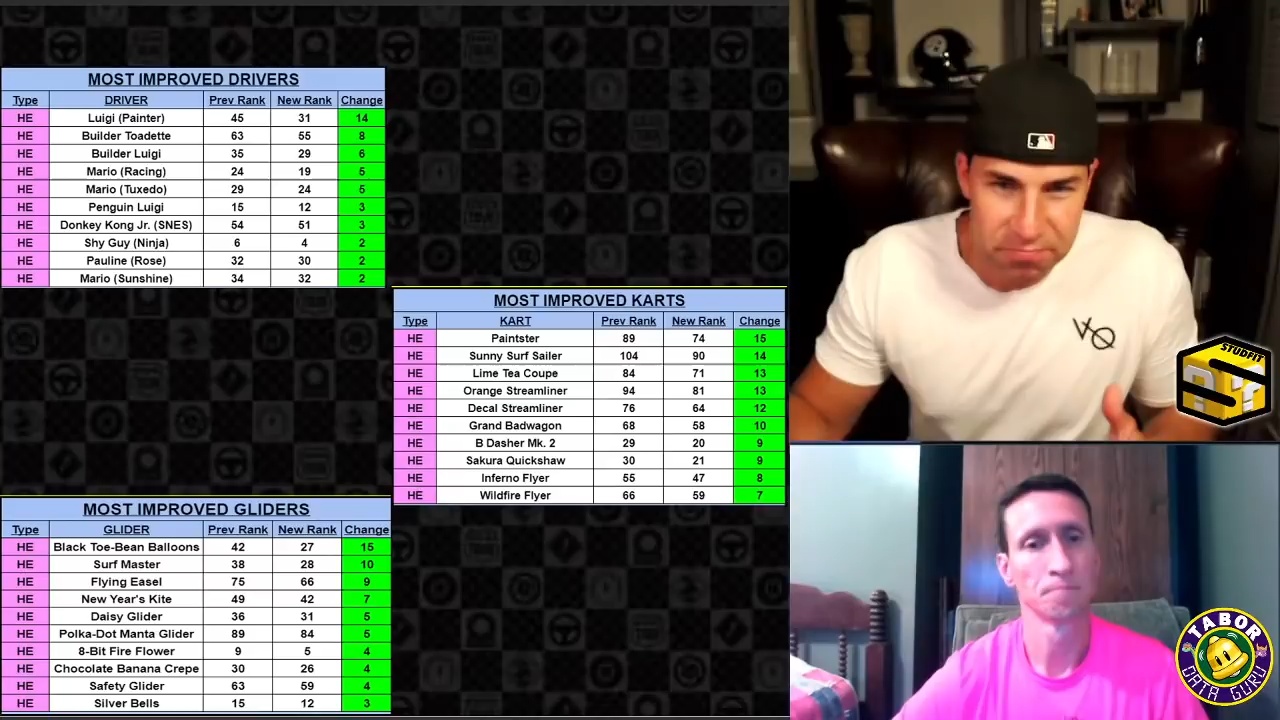 MOST IMPROVED DRIVERS
Type DRIVER Prev Rank New Rank Change
HE Luigi (Painter) 45 31 14
HE Builder Toadette 63 55 8
HE Builder Luigi 35 29 6
HE Mario (Racing) 24 19 5
HE Mario (Tuxedo) 29 24 5
HE Penguin Luigi 15 12 3
HE Donkey Kong Jr. (SNES) 54 51 3
HE Shy Guy (Ninja) 6 4 2
HE Pauline (Rose) 32 30 2
HE Mario (Sunshine) 34 32 2
MOST IMPROVED KARTS
Type KART Prev Rank New Rank Change
HE Paintster 89 74 15
HE Sunny Surf Sailer 104 90 14
HE Lime Tea Coupe 84 71 13
HE Orange Streamliner 94 81 13
HE Decal Streamliner 76 64 12
HE Grand Badwagon 68 58 10
HE B Dasher Mk. 2 29 20 9
HE Sakura Quickshaw 30 21 9
HE Inferno Flyer 55 47 8
HE Wildfire Flyer 66 59 7
MOST IMPROVED GLIDERS
Type GLIDER Prev Rank New Rank Change
HE Black Toe-Bean Balloons 42 27 15
HE Surf Master 38 28 10
HE Flying Easel 75 66 9
HE New Year's Kite 49 42 7
HE Daisy Glider 36 31 5
HE Polka-Dot Manta Glider 89 84 5
HE 8-Bit Fire Flower 9 5 4
HE Chocolate Banana Crepe 30 26 4
HE Safety Glider 63 59 4
HE Silver Bells 15 12 3
STUDFIT
TABOR
DATA GURU